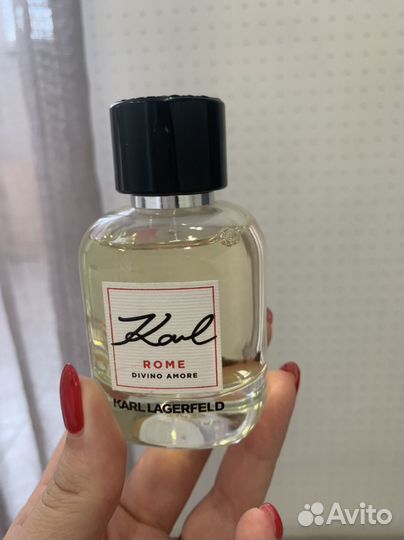 Karl
ROME
DIVINO AMORE
KARL LAGERFELD
Avito